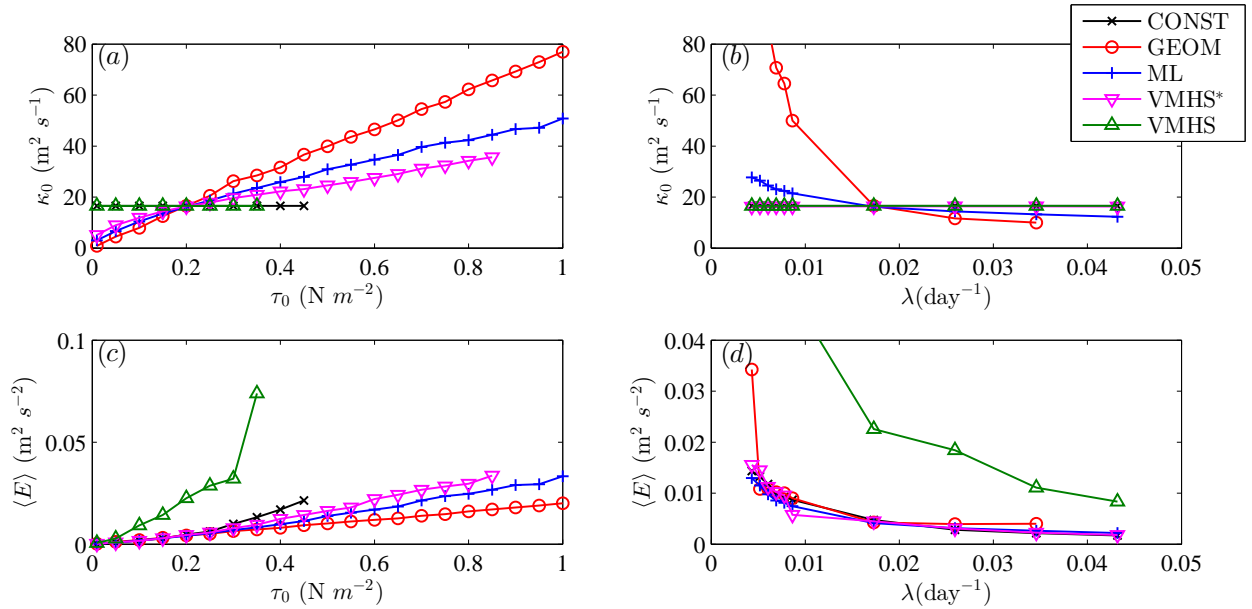 CONST
GEOM
ML
VMHS*
VMHS
(a)
80
60
40
20
0
κ₀ (m² s⁻¹)
0 0.2 0.4 0.6 0.8 1
τ₀ (N m⁻²)
(b)
80
60
40
20
0
κ₀ (m² s⁻¹)
0 0.01 0.02 0.03 0.04 0.05
λ(day⁻¹)
(c)
0.1
0.05
0
⟨E⟩ (m² s⁻²)
0 0.2 0.4 0.6 0.8 1
τ₀ (N m⁻²)
(d)
0.04
0.03
0.02
0.01
0
⟨E⟩ (m² s⁻²)
0 0.01 0.02 0.03 0.04 0.05
λ(day⁻¹)